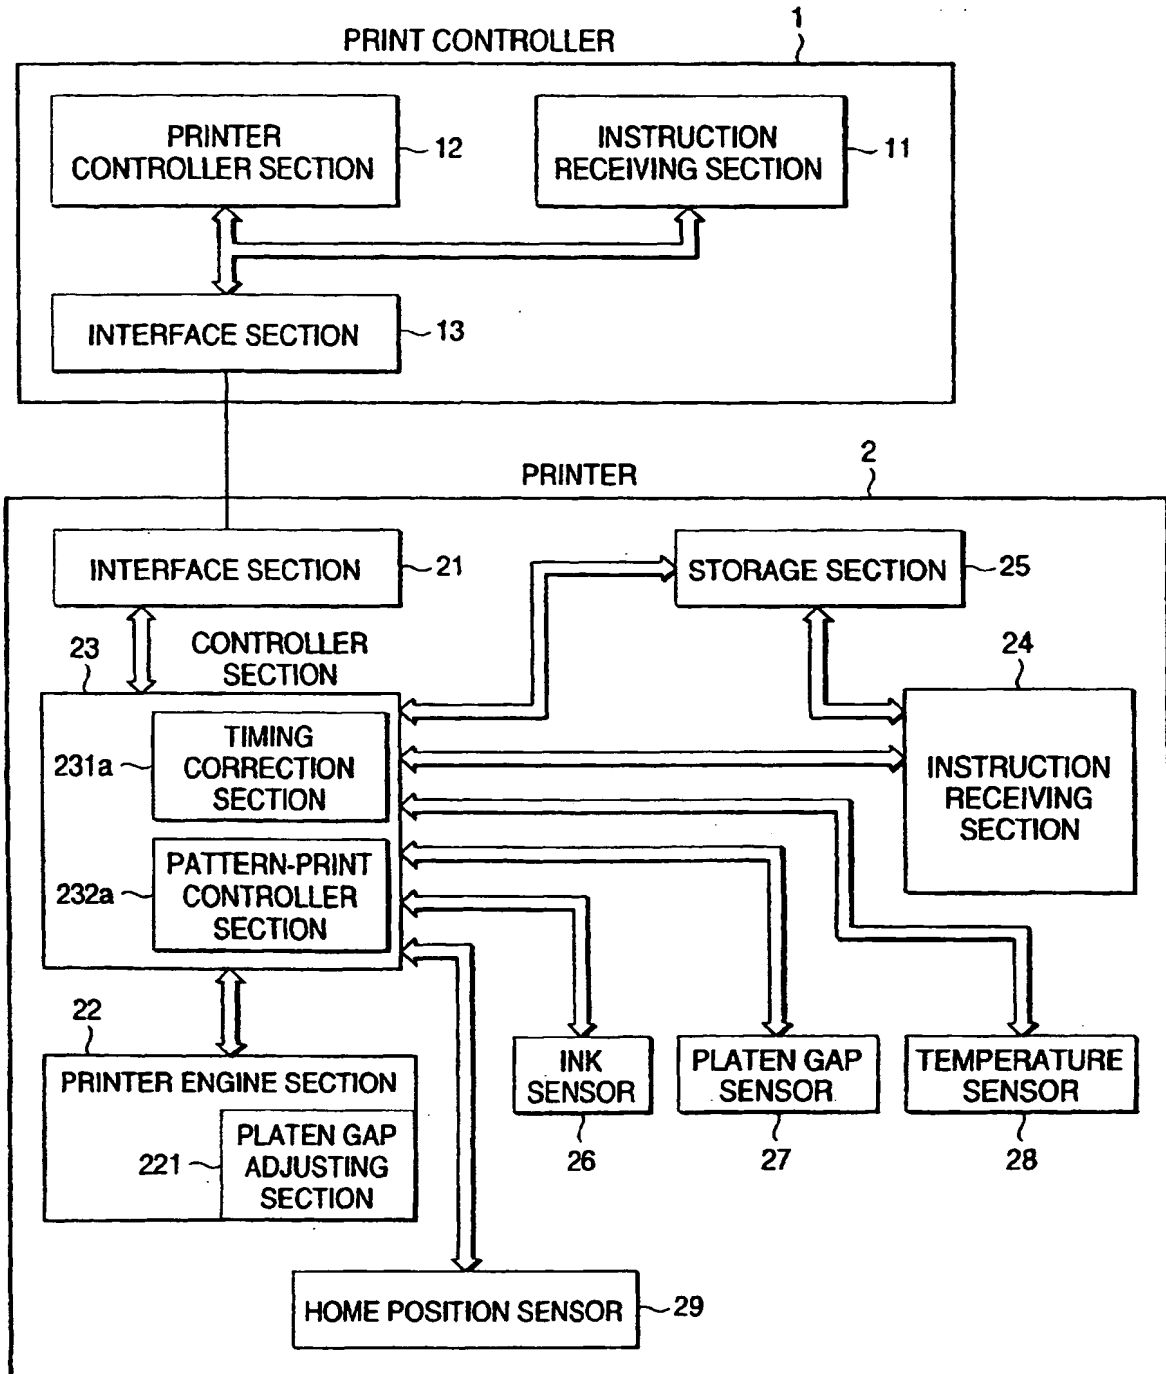 1
PRINT CONTROLLER
PRINTER
CONTROLLER SECTION
12
INSTRUCTION
RECEIVING SECTION
11
INTERFACE SECTION
13
2
PRINTER
INTERFACE SECTION
21
STORAGE SECTION
25
23
CONTROLLER
SECTION
24
231a
TIMING
CORRECTION
SECTION
INSTRUCTION
RECEIVING
SECTION
232a
PATTERN-PRINT
CONTROLLER
SECTION
22
PRINTER ENGINE SECTION
221
PLATEN GAP
ADJUSTING
SECTION
INK
SENSOR
26
PLATEN GAP
SENSOR
27
TEMPERATURE
SENSOR
28
HOME POSITION SENSOR
29